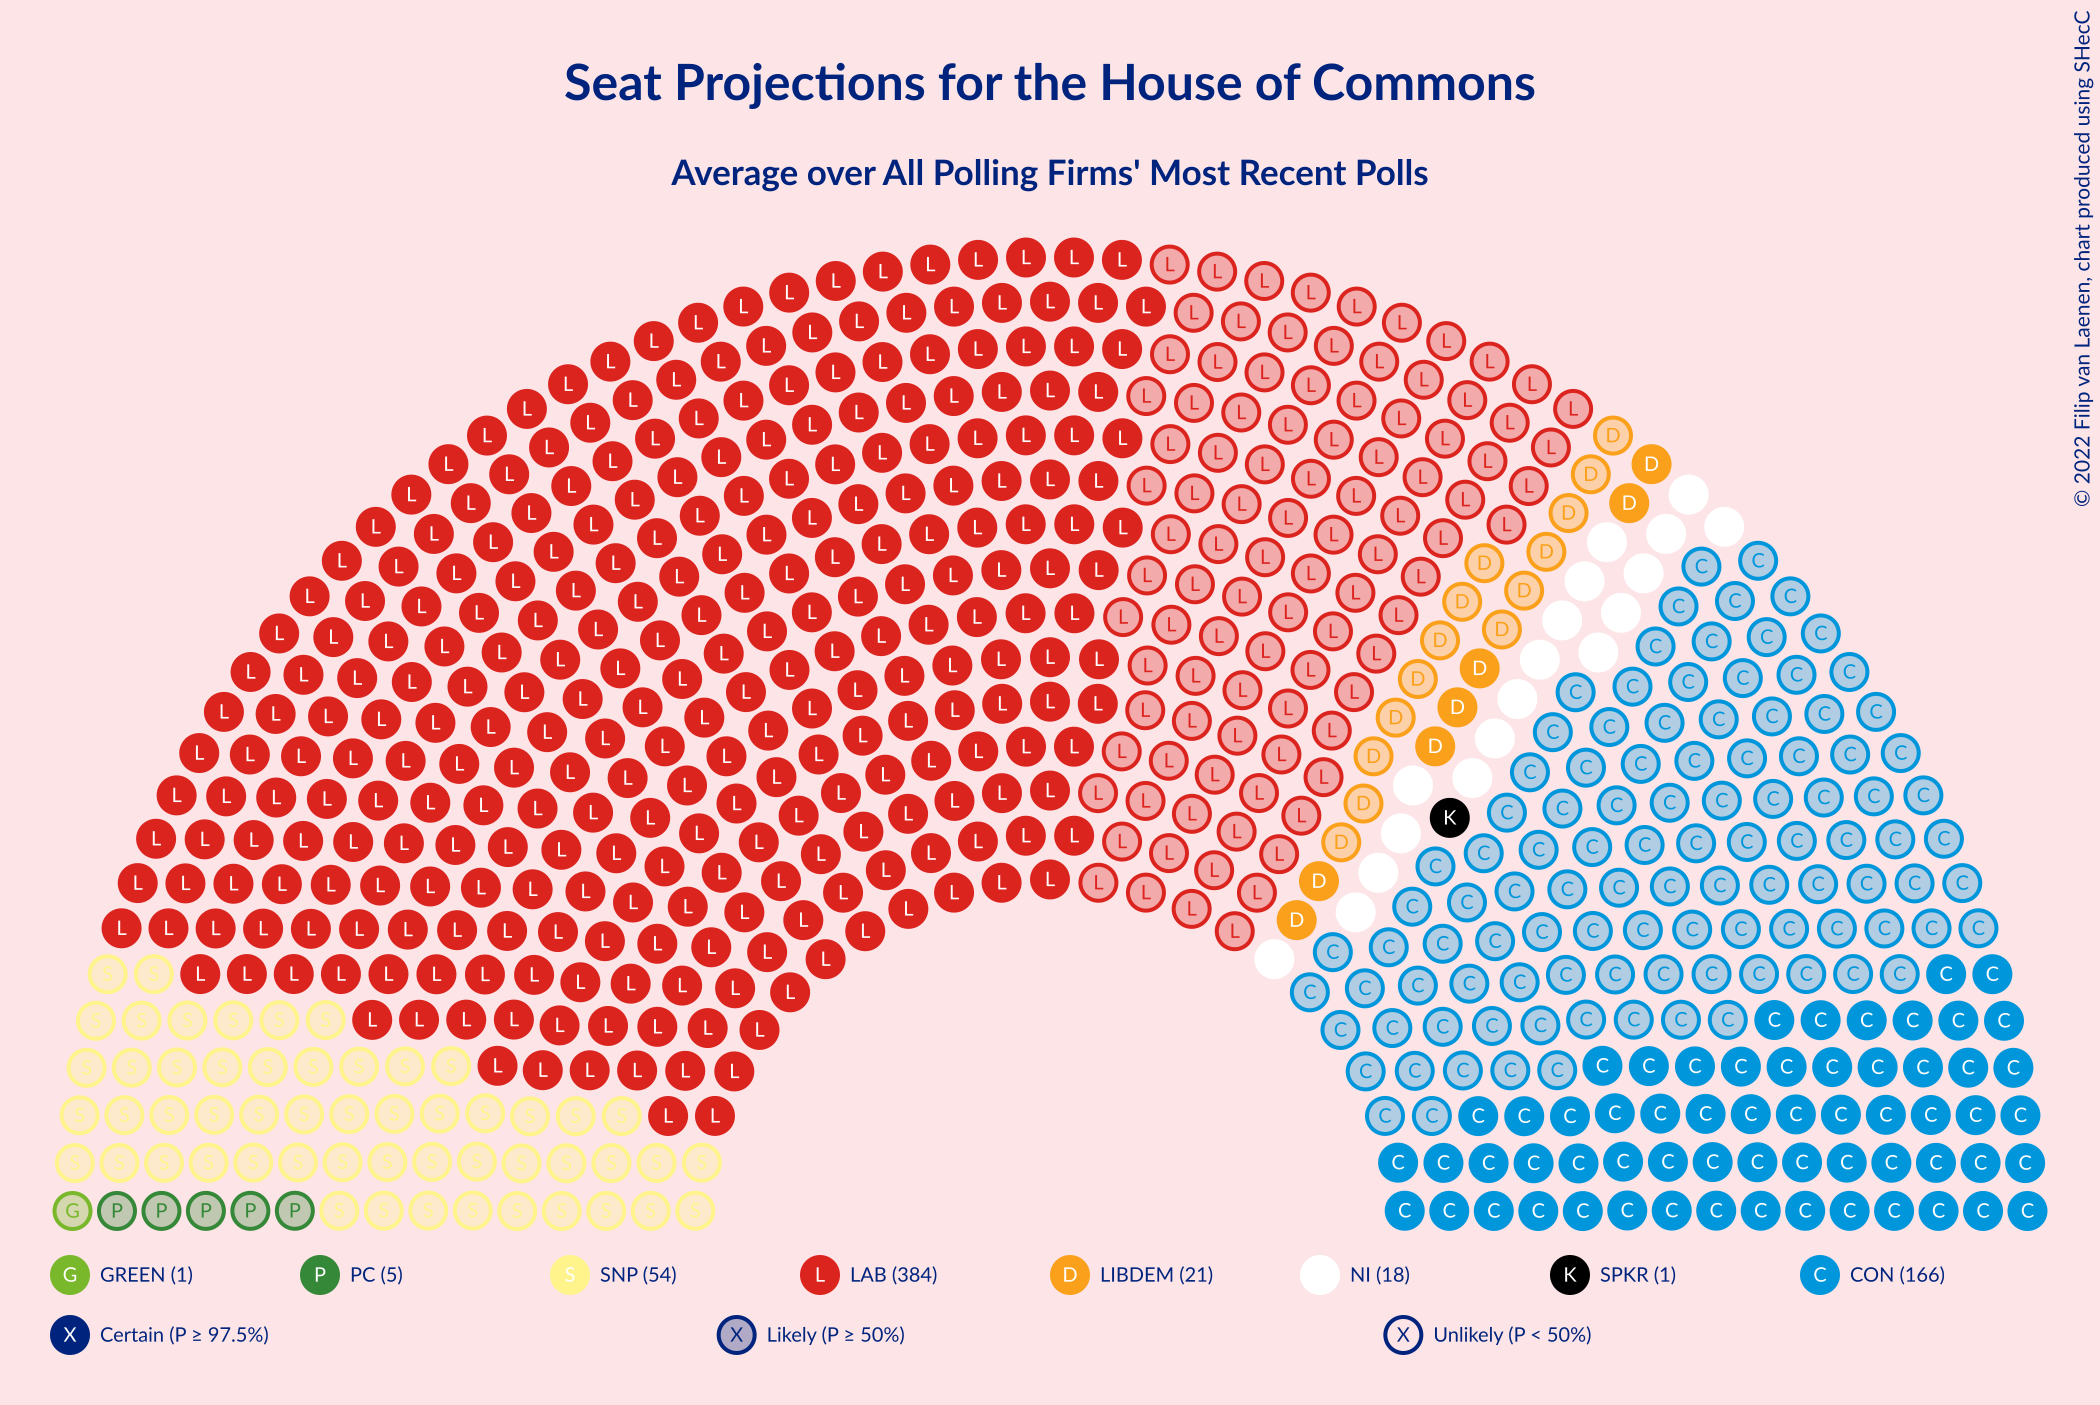 Seat Projections for the House of Commons
Average over All Polling Firms' Most Recent Polls
© 2022 Filip van Laenen, chart produced using SHecC
G GREEN (1) P PC (5) S SNP (54) L LAB (384) D LIBDEM (21) NI (18) K SPKR (1) C CON (166)
X Certain (P ≥ 97.5%) X Likely (P ≥ 50%) X Unlikely (P < 50%)